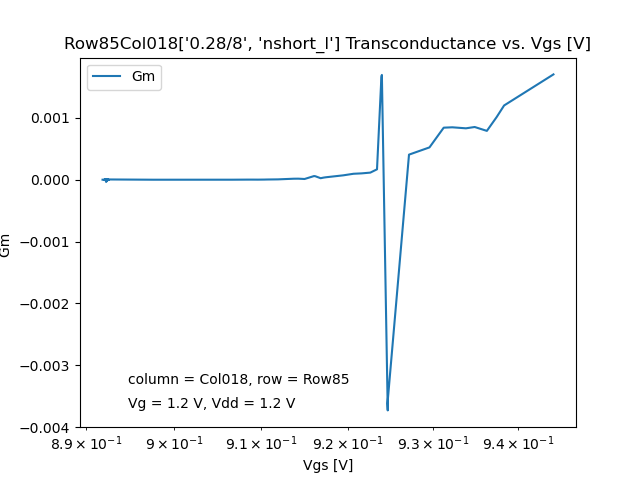 Row85Col018['0.28/8', 'nshort_l'] Transconductance vs. Vgs [V]
Gm
0.001
0.000
−0.001
−0.002
−0.003
−0.004
Gm
column = Col018, row = Row85
Vg = 1.2 V, Vdd = 1.2 V
8.9 × 10⁻¹ 9 × 10⁻¹ 9.1 × 10⁻¹ 9.2 × 10⁻¹ 9.3 × 10⁻¹ 9.4 × 10⁻¹
Vgs [V]